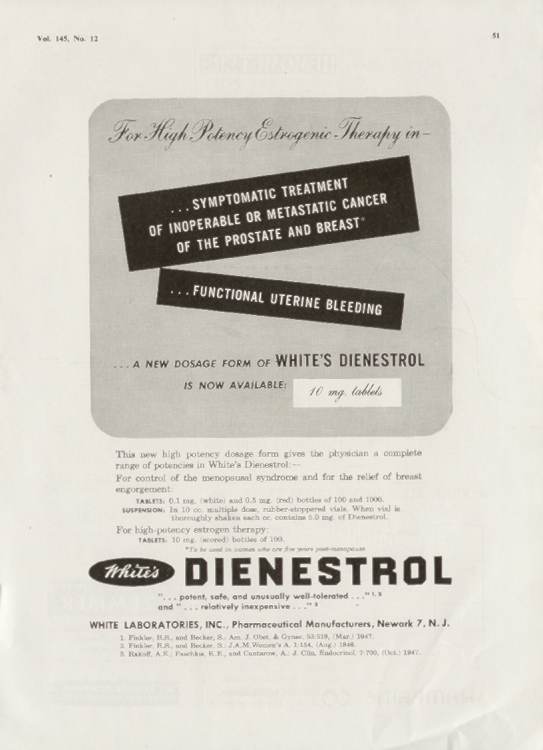 Vol. 145, No. 12
51
For High Potency Estrogenic Therapy in—
... SYMPTOMATIC TREATMENT
OF INOPERABLE OR METASTATIC CANCER
OF THE PROSTATE AND BREAST*
... FUNCTIONAL UTERINE BLEEDING
... A NEW DOSAGE FORM OF WHITE'S DIENESTROL
IS NOW AVAILABLE: 10 mg. tablets
This new high potency dosage form gives the physician a complete
range of potencies in White's Dienestrol:—
For control of the menopausal syndrome and for the relief of breast
engorgement:
TABLETS: 0.1 mg. (white) and 0.5 mg. (red) bottles of 100 and 1000.
SUSPENSION: In 10 cc. multiple dose, rubber-stoppered vials. When vial is
thoroughly shaken each cc. contains 5.0 mg. of Dienestrol.
For high-potency estrogen therapy:
TABLETS: 10 mg. (scored) bottles of 100.
*To be used in women who are five years post-menopause
White's DIENESTROL
"... potent, safe, and unusually well-tolerated ..." 1, 2
and "... relatively inexpensive ..." 3
WHITE LABORATORIES, INC., Pharmaceutical Manufacturers, Newark 7, N. J.
1. Finkler, R.S., and Becker, S.: Am. J. Obst. & Gynec. 53:519, (Mar.) 1947.
2. Finkler, R.S., and Becker, S.: J.A.M.Women's A. 1:154, (Aug.) 1946.
3. Rakoff, A.E., Paschkis, K.E., and Cantarow, A.: J. Clin. Endocrinol. 7:700, (Oct.) 1947.